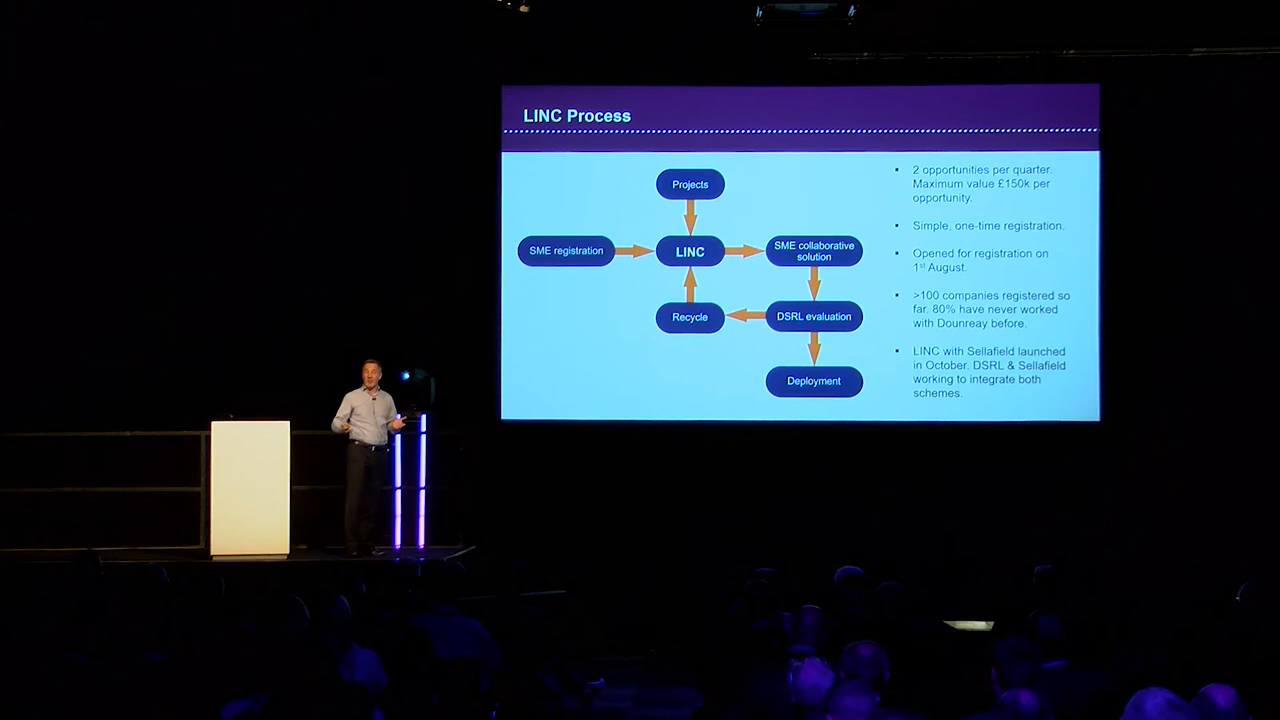 LINC Process
Projects
SME registration
LINC
SME collaborative
solution
Recycle
DSRL evaluation
Deployment
▪ 2 opportunities per quarter.
Maximum value £150k per
opportunity.
▪ Simple, one-time registration.
▪ Opened for registration on
1st August.
▪ >100 companies registered so
far. 80% have never worked
with Dounreay before.
▪ LINC with Sellafield launched
in October. DSRL & Sellafield
working to integrate both
schemes.